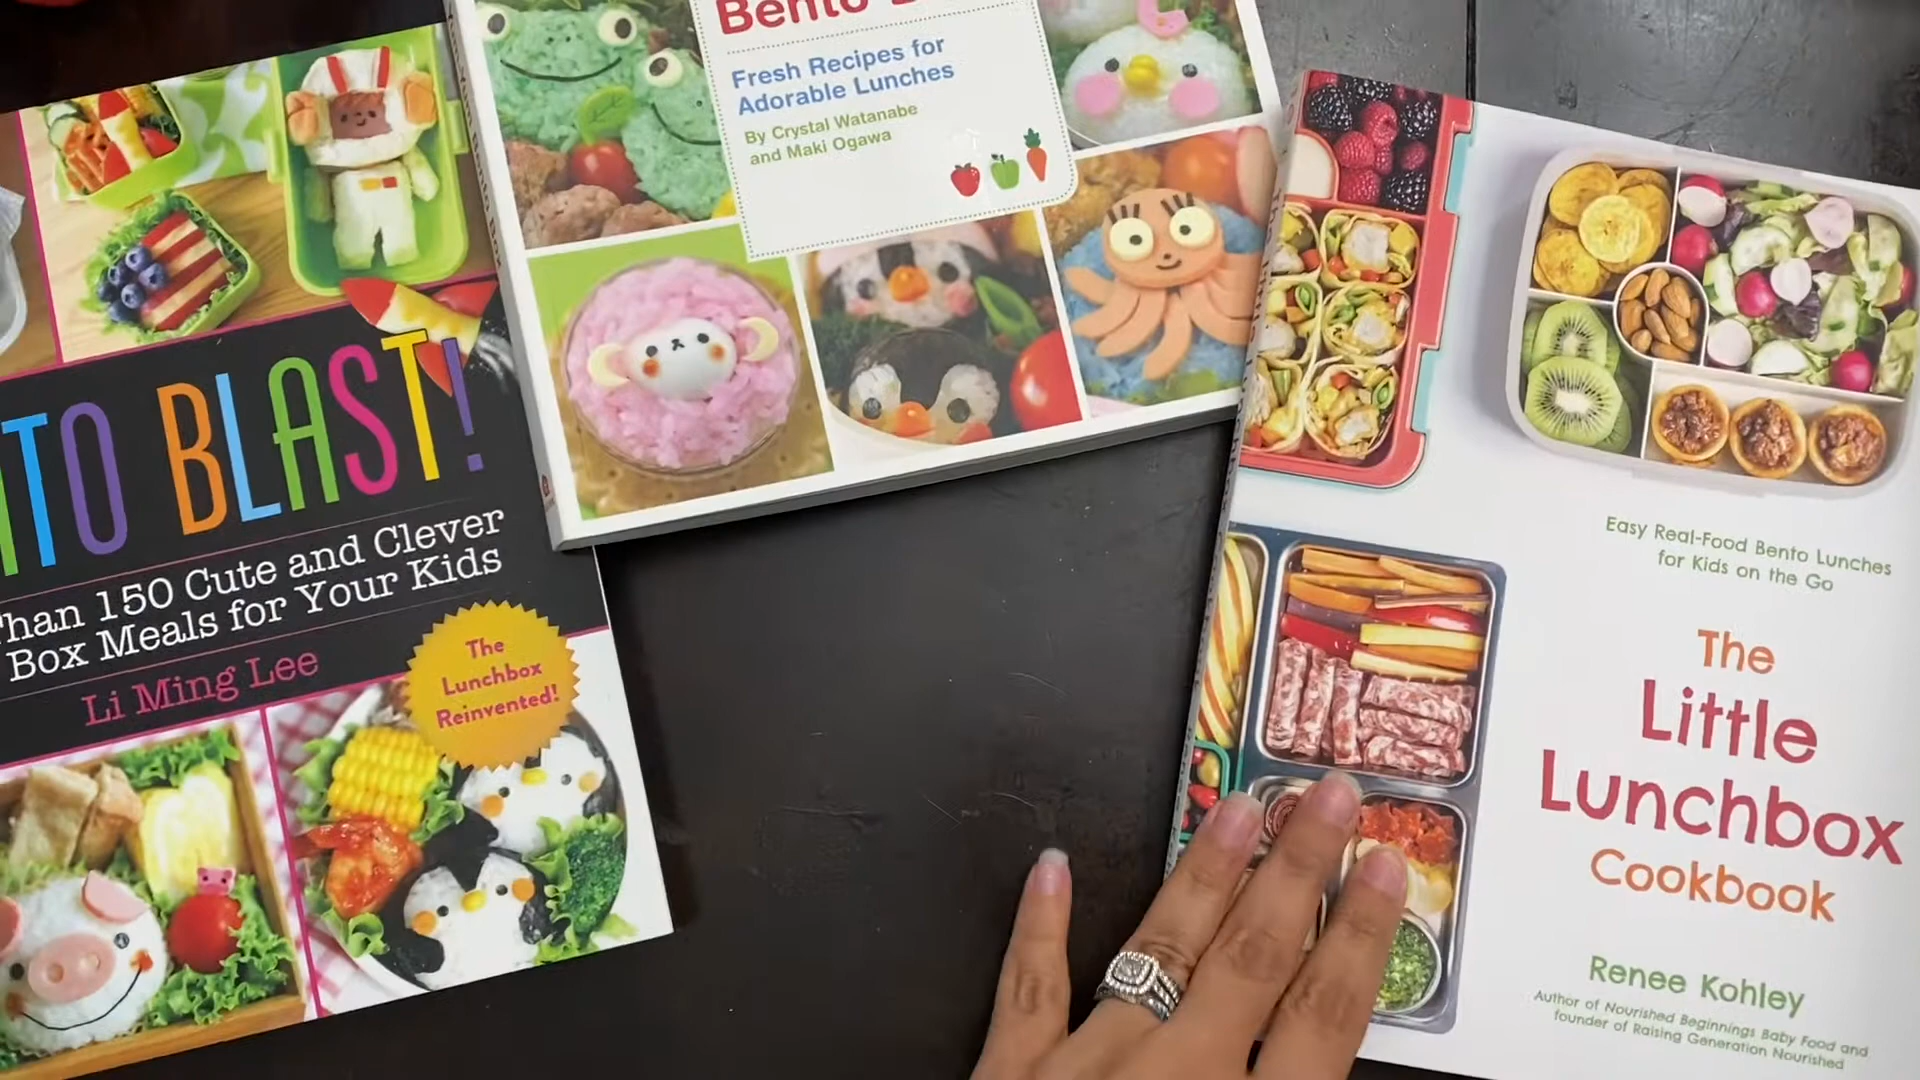 TO BLAST!
Than 150 Cute and Clever
Box Meals for Your Kids
Li Ming Lee
The
Lunchbox
Reinvented!
Bento
Fresh Recipes for
Adorable Lunches
By Crystal Watanabe
and Maki Ogawa
Easy Real-Food Bento Lunches
for Kids on the Go
The
Little
Lunchbox
Cookbook
Renee Kohley
Author of Nourished Beginnings Baby Food and
founder of Raising Generation Nourished